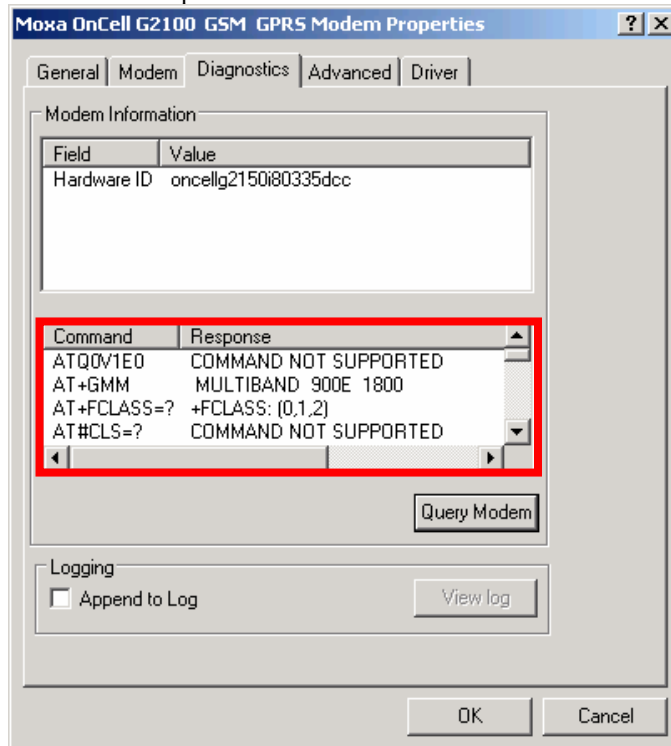 Moxa OnCell G2100 GSM GPRS Modem Properties
General Modem Diagnostics Advanced Driver
Modem Information
Field Value
Hardware ID oncellg2150i80335dcc
Command Response
ATQ0V1E0 COMMAND NOT SUPPORTED
AT+GMM MULTIBAND 900E 1800
AT+FCLASS=? +FCLASS: (0,1,2)
AT#CLS=? COMMAND NOT SUPPORTED
Query Modem
Logging
Append to Log View log
OK Cancel